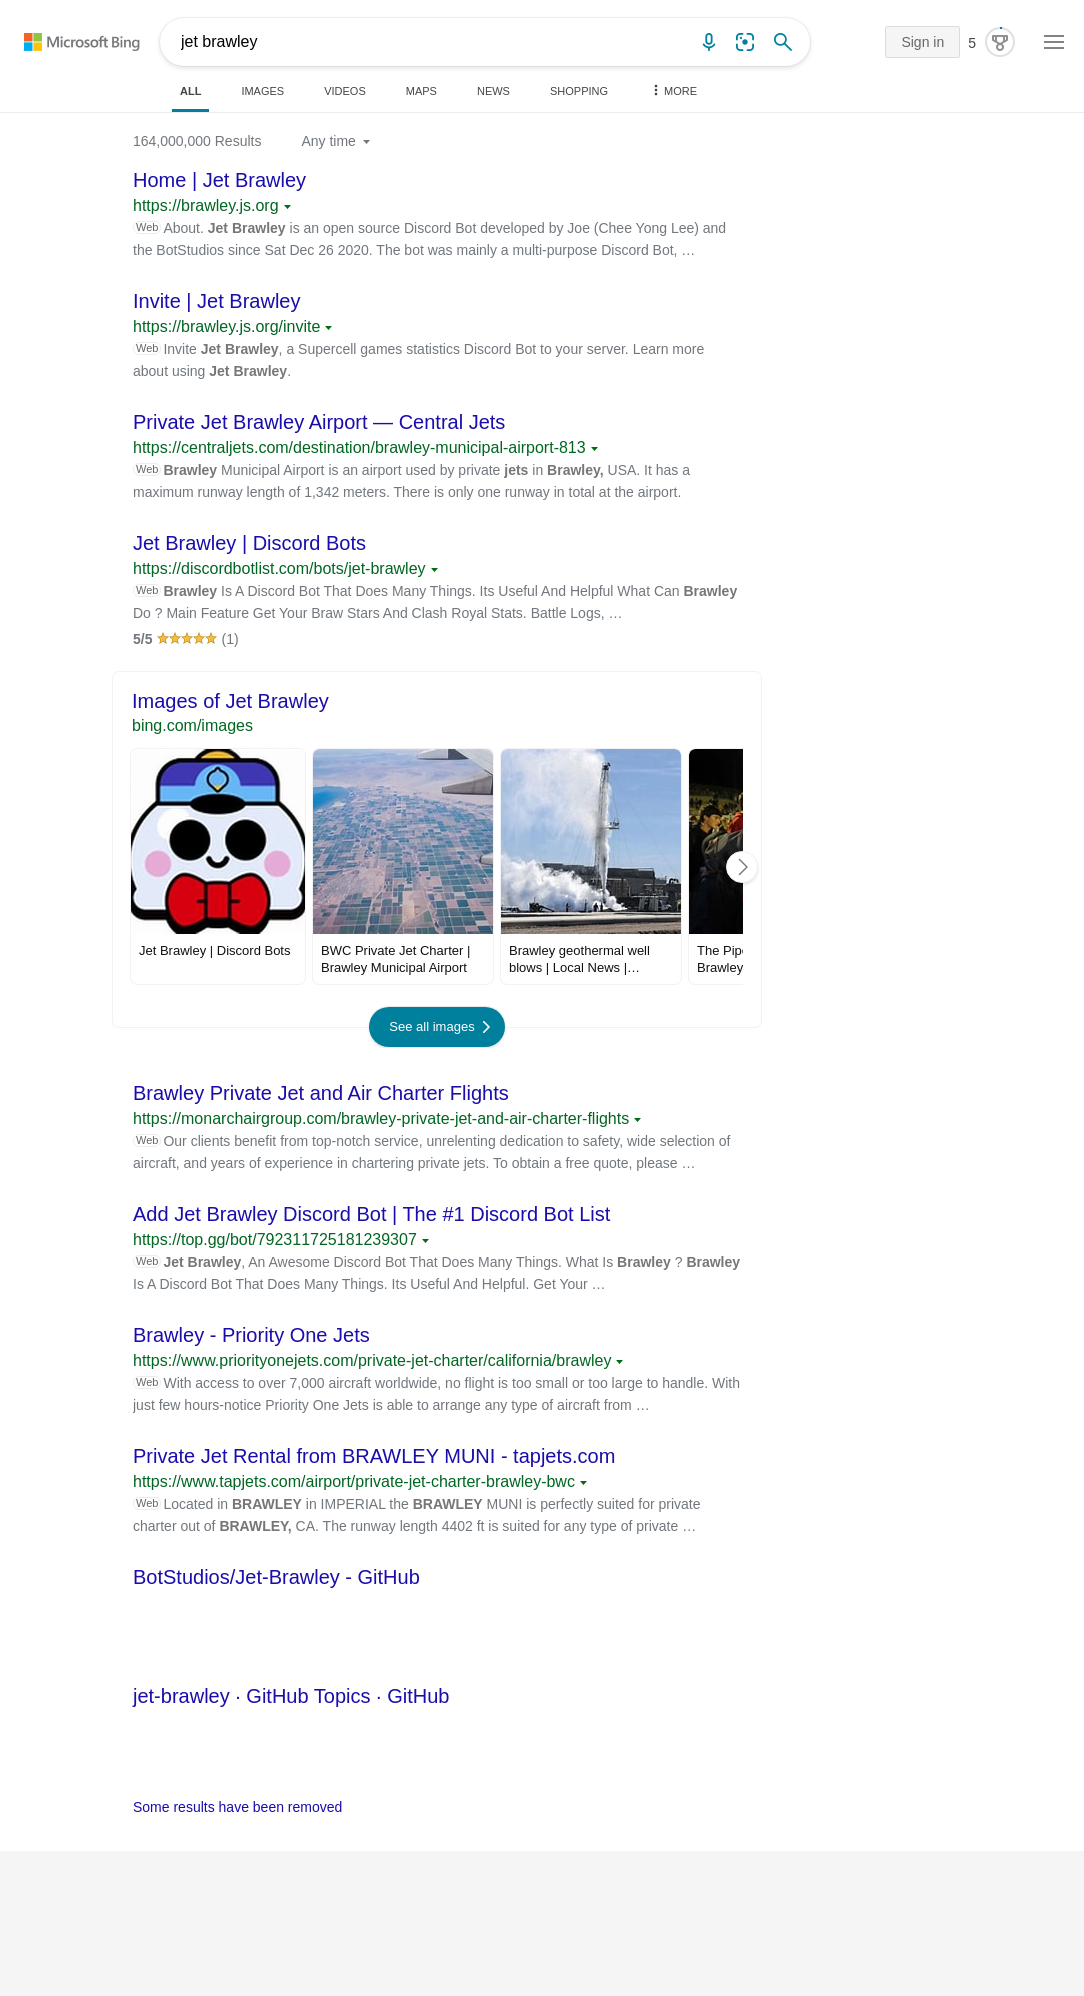 Microsoft Bing
jet brawley
Sign in
5
ALL
IMAGES
VIDEOS
MAPS
NEWS
SHOPPING
MORE
164,000,000 Results
Any time
Home | Jet Brawley
https://brawley.js.org
Web About. Jet Brawley is an open source Discord Bot developed by Joe (Chee Yong Lee) and
the BotStudios since Sat Dec 26 2020. The bot was mainly a multi-purpose Discord Bot, …
Invite | Jet Brawley
https://brawley.js.org/invite
Web Invite Jet Brawley, a Supercell games statistics Discord Bot to your server. Learn more
about using Jet Brawley.
Private Jet Brawley Airport — Central Jets
https://centraljets.com/destination/brawley-municipal-airport-813
Web Brawley Municipal Airport is an airport used by private jets in Brawley, USA. It has a
maximum runway length of 1,342 meters. There is only one runway in total at the airport.
Jet Brawley | Discord Bots
https://discordbotlist.com/bots/jet-brawley
Web Brawley Is A Discord Bot That Does Many Things. Its Useful And Helpful What Can Brawley
Do ? Main Feature Get Your Braw Stars And Clash Royal Stats. Battle Logs, …
5/5 (1)
Images of Jet Brawley
bing.com/images
Jet Brawley | Discord Bots
BWC Private Jet Charter |
Brawley Municipal Airport
Brawley geothermal well
blows | Local News |…
The Pipe
Brawley
See all images
Brawley Private Jet and Air Charter Flights
https://monarchairgroup.com/brawley-private-jet-and-air-charter-flights
Web Our clients benefit from top-notch service, unrelenting dedication to safety, wide selection of
aircraft, and years of experience in chartering private jets. To obtain a free quote, please …
Add Jet Brawley Discord Bot | The #1 Discord Bot List
https://top.gg/bot/792311725181239307
Web Jet Brawley, An Awesome Discord Bot That Does Many Things. What Is Brawley ? Brawley
Is A Discord Bot That Does Many Things. Its Useful And Helpful. Get Your …
Brawley - Priority One Jets
https://www.priorityonejets.com/private-jet-charter/california/brawley
Web With access to over 7,000 aircraft worldwide, no flight is too small or too large to handle. With
just few hours-notice Priority One Jets is able to arrange any type of aircraft from …
Private Jet Rental from BRAWLEY MUNI - tapjets.com
https://www.tapjets.com/airport/private-jet-charter-brawley-bwc
Web Located in BRAWLEY in IMPERIAL the BRAWLEY MUNI is perfectly suited for private
charter out of BRAWLEY, CA. The runway length 4402 ft is suited for any type of private …
BotStudios/Jet-Brawley - GitHub
jet-brawley · GitHub Topics · GitHub
Some results have been removed